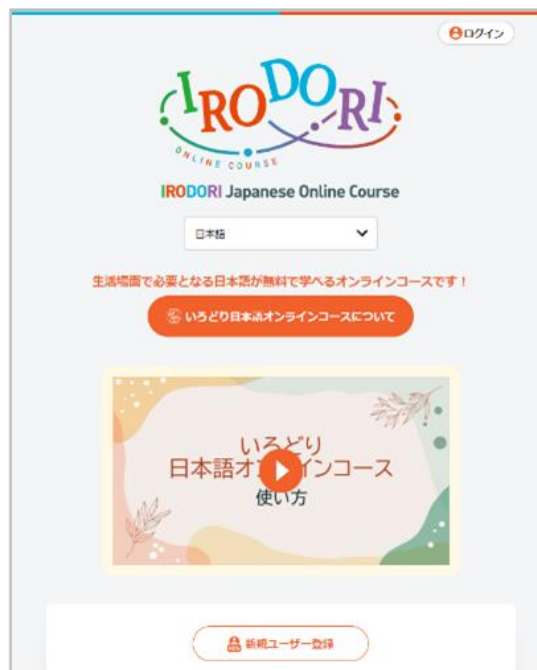 ログイン
IRODORI
ONLINE COURSE
IRODORI Japanese Online Course
日本語
生活場面で必要となる日本語が無料で学べるオンラインコースです！
いろどり日本語オンラインコースについて
いろどり
日本語オンラインコース
使い方
新規ユーザー登録